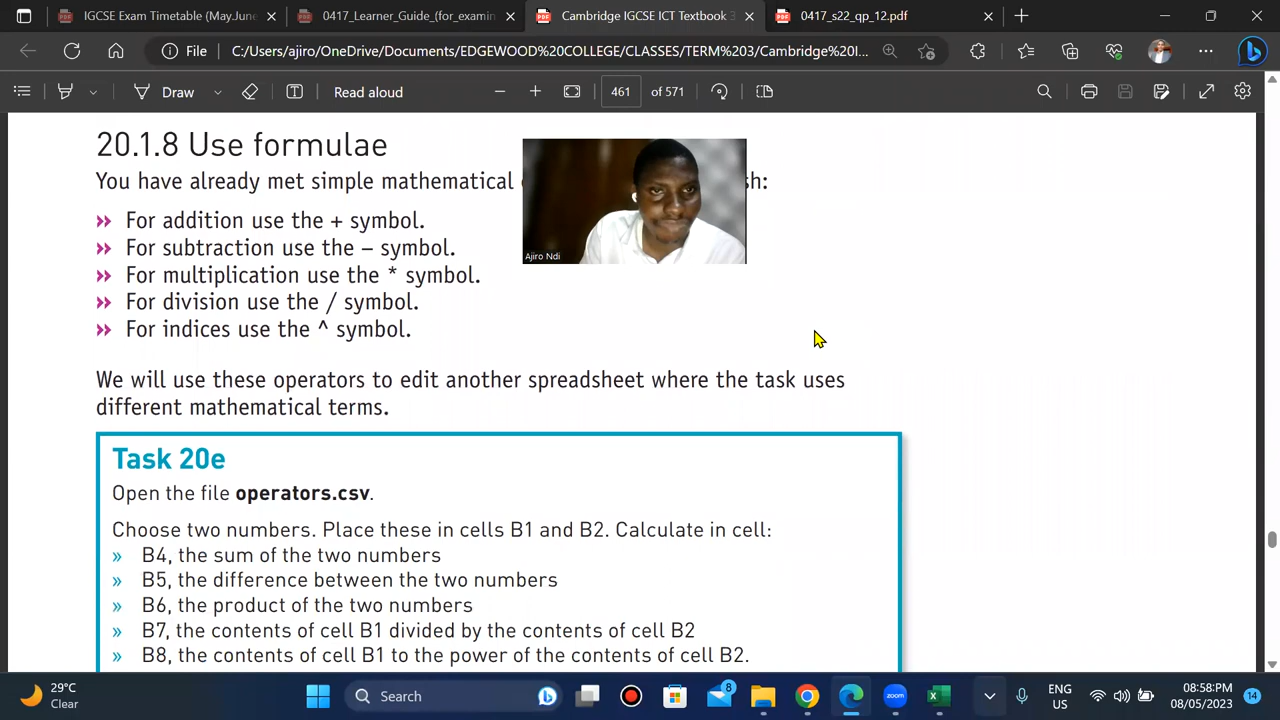 IGCSE Exam Timetable (May/June
0417_Learner_Guide_(for_examin
Cambridge IGCSE ICT Textbook 3
0417_s22_qp_12.pdf
File
C:/Users/ajiro/OneDrive/Documents/EDGEWOOD%20COLLEGE/CLASSES/TERM%203/Cambridge%20I...
Draw
Read aloud
461
of 571
20.1.8 Use formulae
You have already met simple mathematical
sh:
Ajiro Ndi
» For addition use the + symbol.
» For subtraction use the – symbol.
» For multiplication use the * symbol.
» For division use the / symbol.
» For indices use the ^ symbol.
We will use these operators to edit another spreadsheet where the task uses
different mathematical terms.
Task 20e
Open the file operators.csv.
Choose two numbers. Place these in cells B1 and B2. Calculate in cell:
» B4, the sum of the two numbers
» B5, the difference between the two numbers
» B6, the product of the two numbers
» B7, the contents of cell B1 divided by the contents of cell B2
» B8, the contents of cell B1 to the power of the contents of cell B2.
29°C
Clear
Search
8
zoom
ENG
US
08:58-PM
08/05/2023
14